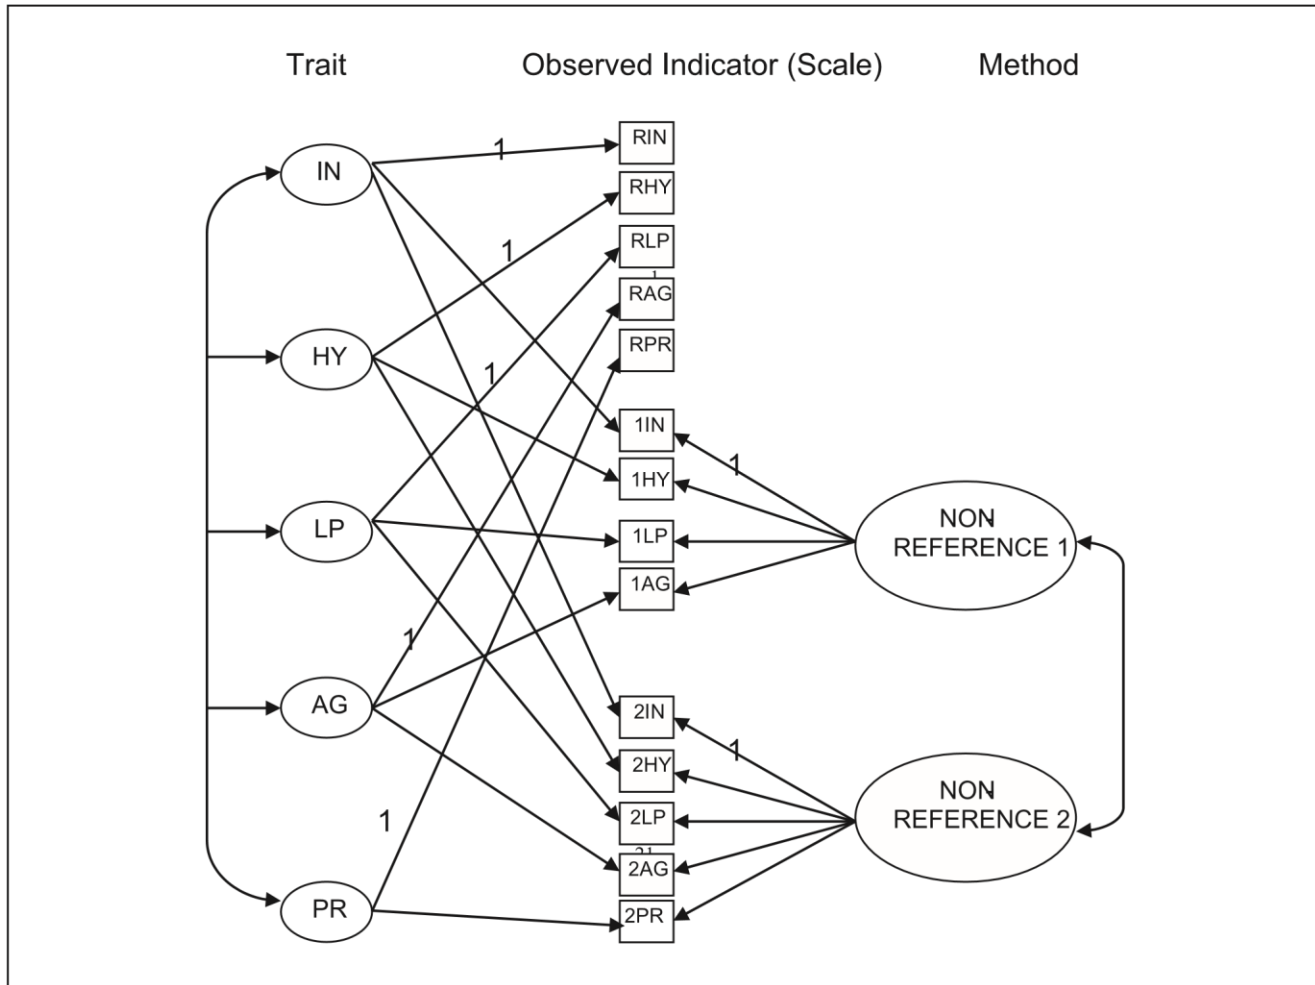 Trait
Observed Indicator (Scale)
Method
IN
HY
LP
AG
PR
1
1
1
1
1
RIN
RHY
RLP
1
RAG
RPR
1IN
1HY
1LP
1AG
2IN
2HY
2LP
2AG
2PR
1
1
NON
REFERENCE 1
NON
REFERENCE 2